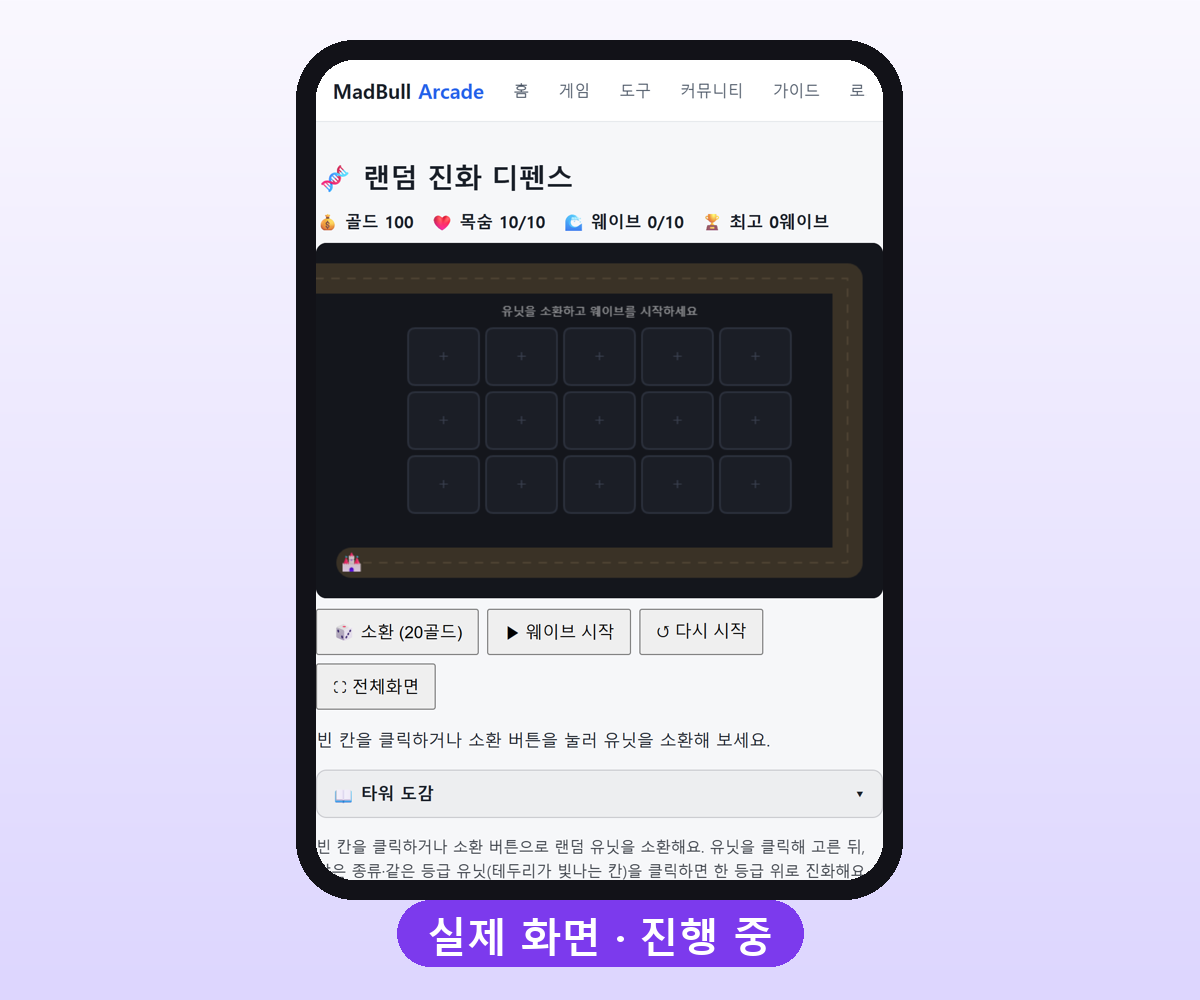 MadBull Arcade 홈 게임 도구 커뮤니티 가이드 로
🧬 랜덤 진화 디펜스
💰 골드 100 ❤️ 목숨 10/10 🌊 웨이브 0/10 🏆 최고 0웨이브
유닛을 소환하고 웨이브를 시작하세요
+ + + + +
+ + + + +
+ + + + +
🎲 소환 (20골드) ▶ 웨이브 시작 ↺ 다시 시작
⛶ 전체화면
빈 칸을 클릭하거나 소환 버튼을 눌러 유닛을 소환해 보세요.
📖 타워 도감 ▼
빈 칸을 클릭하거나 소환 버튼으로 랜덤 유닛을 소환해요. 유닛을 클릭해 고른 뒤,
종류·같은 등급 유닛(테두리가 빛나는 칸)을 클릭하면 한 등급 위로 진화해요
실제 화면 · 진행 중